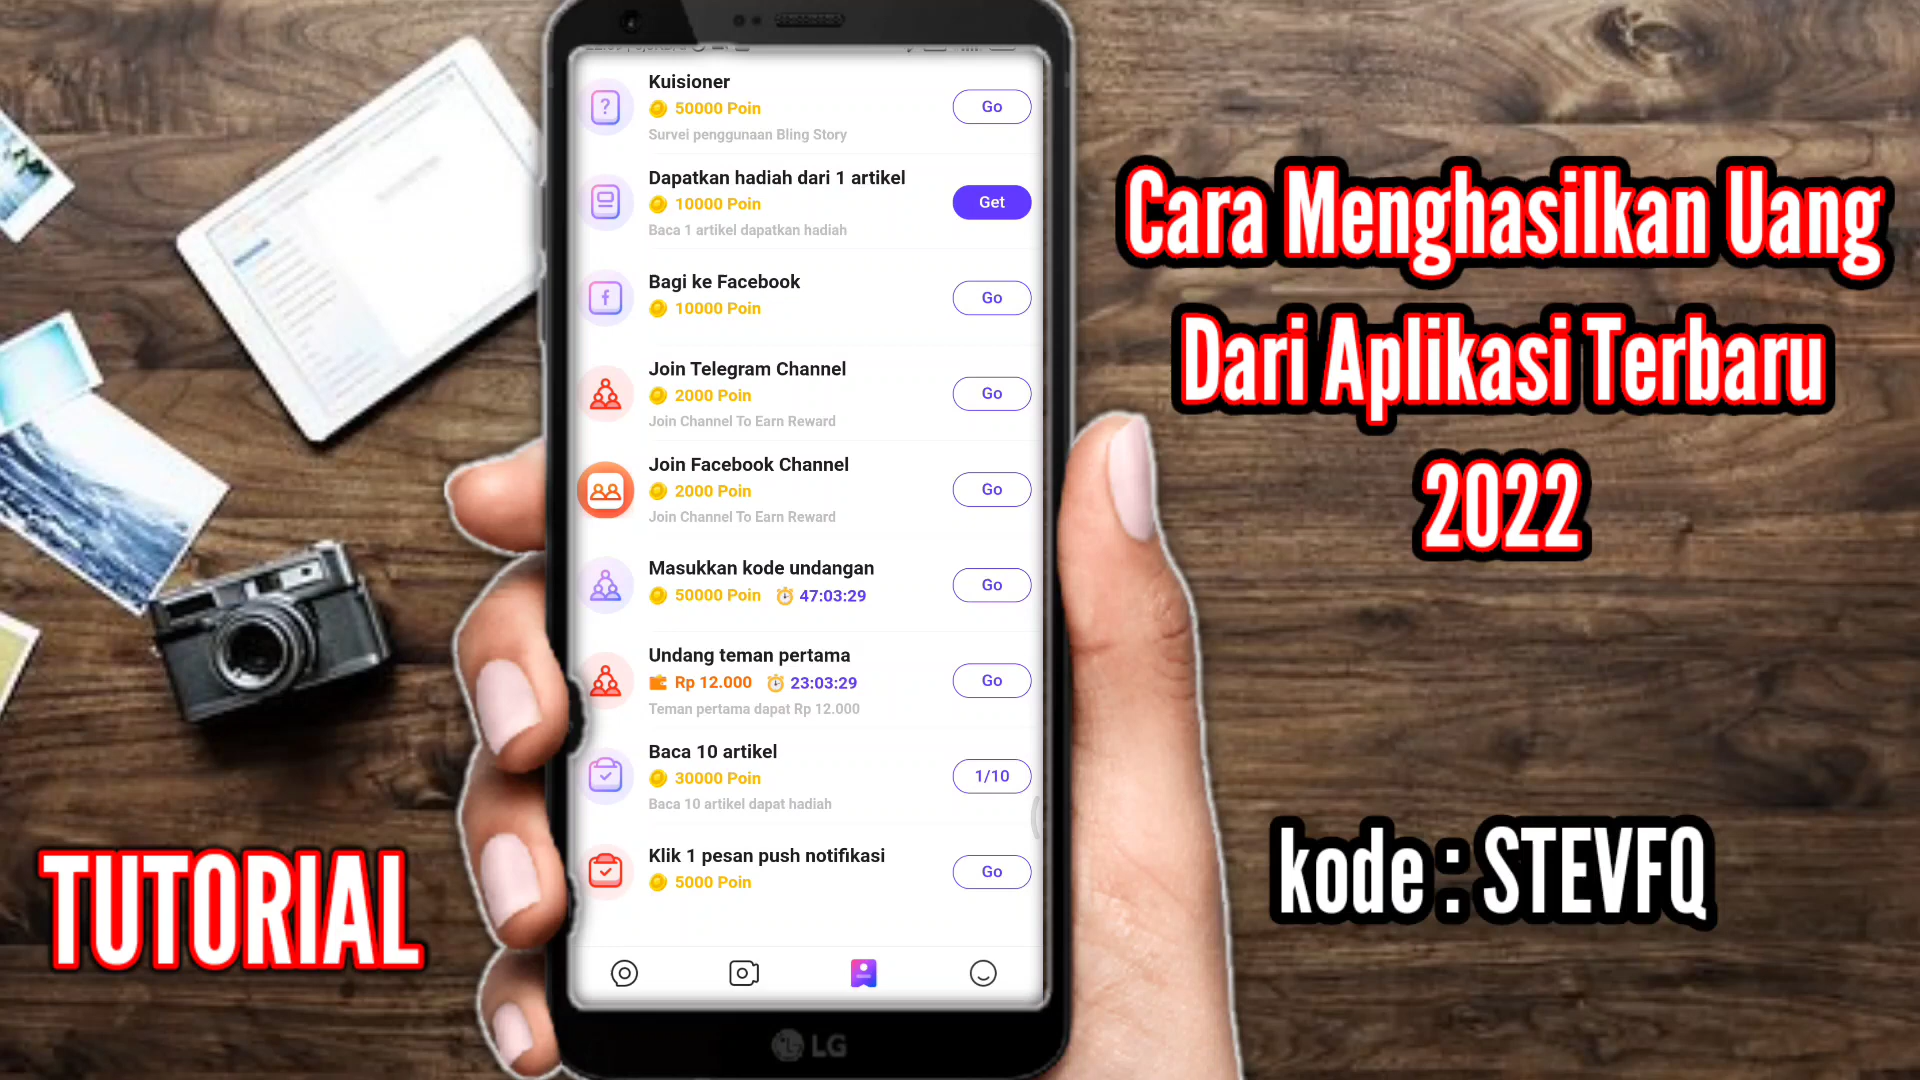 Kuisioner
50000 Poin
Go
Survei penggunaan Bling Story
Dapatkan hadiah dari 1 artikel
10000 Poin
Get
Baca 1 artikel dapatkan hadiah
Bagi ke Facebook
10000 Poin
Go
Join Telegram Channel
2000 Poin
Go
Join Channel To Earn Reward
Join Facebook Channel
2000 Poin
Go
Join Channel To Earn Reward
Masukkan kode undangan
50000 Poin 47:03:29
Go
Undang teman pertama
Rp 12.000 23:03:29
Go
Teman pertama dapat Rp 12.000
Baca 10 artikel
30000 Poin
1/10
Baca 10 artikel dapat hadiah
Klik 1 pesan push notifikasi
5000 Poin
Go
LG
Cara Menghasilkan Uang
Dari Aplikasi Terbaru
2022
kode : STEVFQ
TUTORIAL